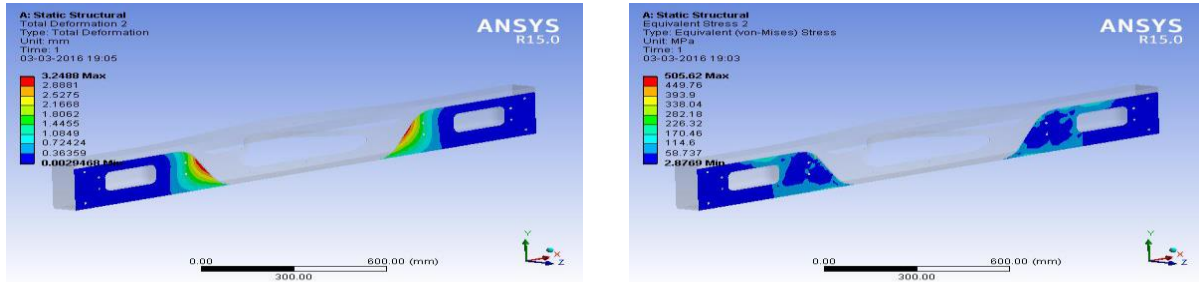 A: Static Structural
Total Deformation 2
Type: Total Deformation
Unit: mm
Time: 1
03-03-2016 19:05
3.2488 Max
2.8881
2.5275
2.1668
1.8062
1.4455
1.0849
0.72424
0.36359
0.0029468 Min
ANSYS
R15.0
0.00
600.00 (mm)
300.00
Y
X
Z
A: Static Structural
Equivalent Stress 2
Type: Equivalent (von-Mises) Stress
Unit: MPa
Time: 1
03-03-2016 19:03
505.62 Max
449.76
393.9
338.04
282.18
226.32
170.46
114.6
58.737
2.8769 Min
ANSYS
R15.0
0.00
600.00 (mm)
300.00
Y
X
Z